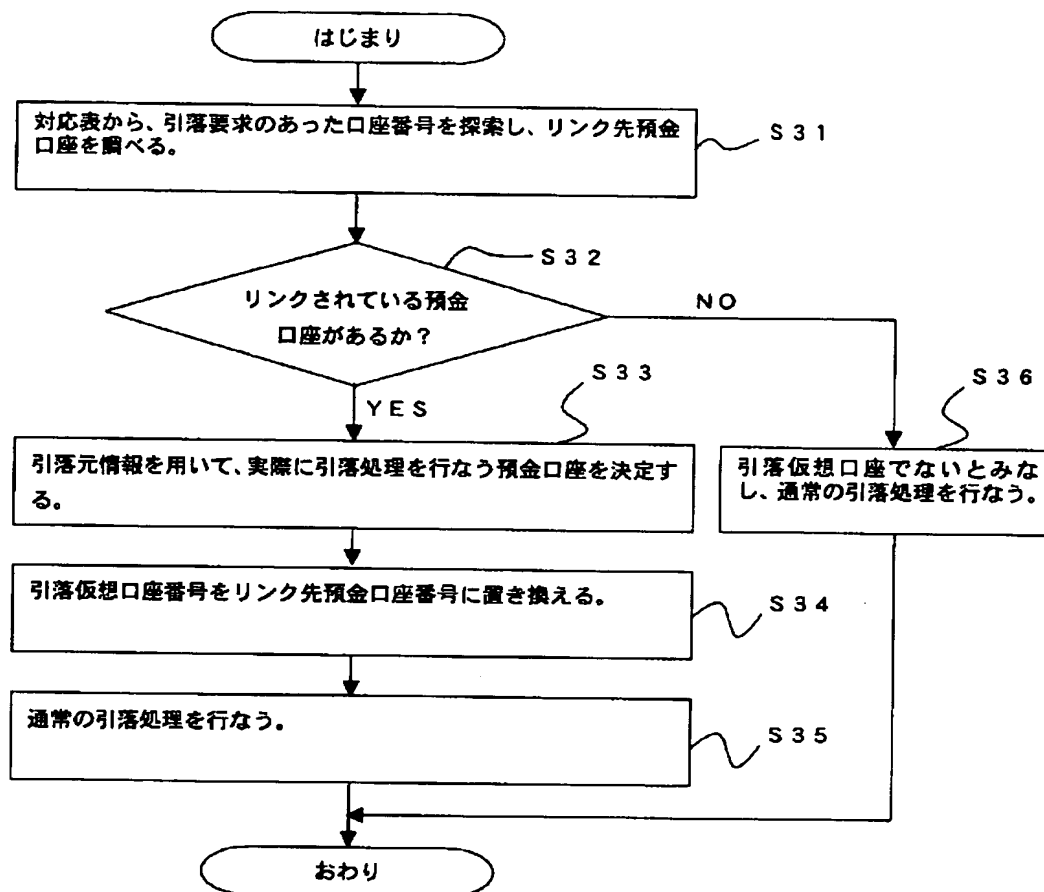 はじまり
対応表から、引落要求のあった口座番号を探索し、リンク先預金
口座を調べる。
S31
S32
リンクされている預金
口座があるか?
NO
YES
S33
S36
引落元情報を用いて、実際に引落処理を行なう預金口座を決定す
る。
引落仮想口座でないとみな
し、通常の引落処理を行なう。
引落仮想口座番号をリンク先預金口座番号に置き換える。
S34
通常の引落処理を行なう。
S35
おわり